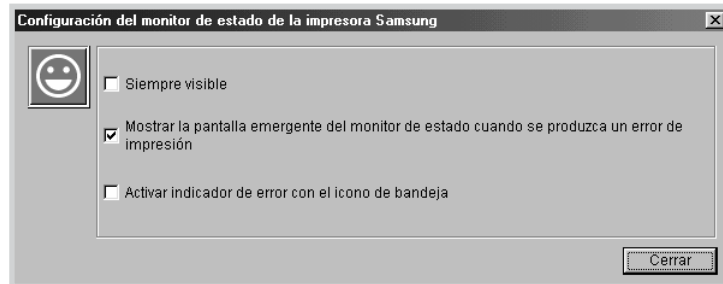 Configuración del monitor de estado de la impresora Samsung
Siempre visible
Mostrar la pantalla emergente del monitor de estado cuando se produzca un error de
impresión
Activar indicador de error con el icono de bandeja
Cerrar